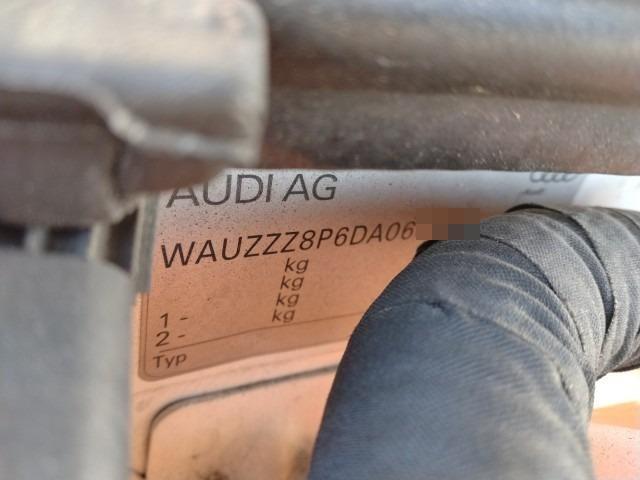 AUDI AG
WAUZZZ8P6DA06
kg
kg
1 - kg
2 - kg
Typ